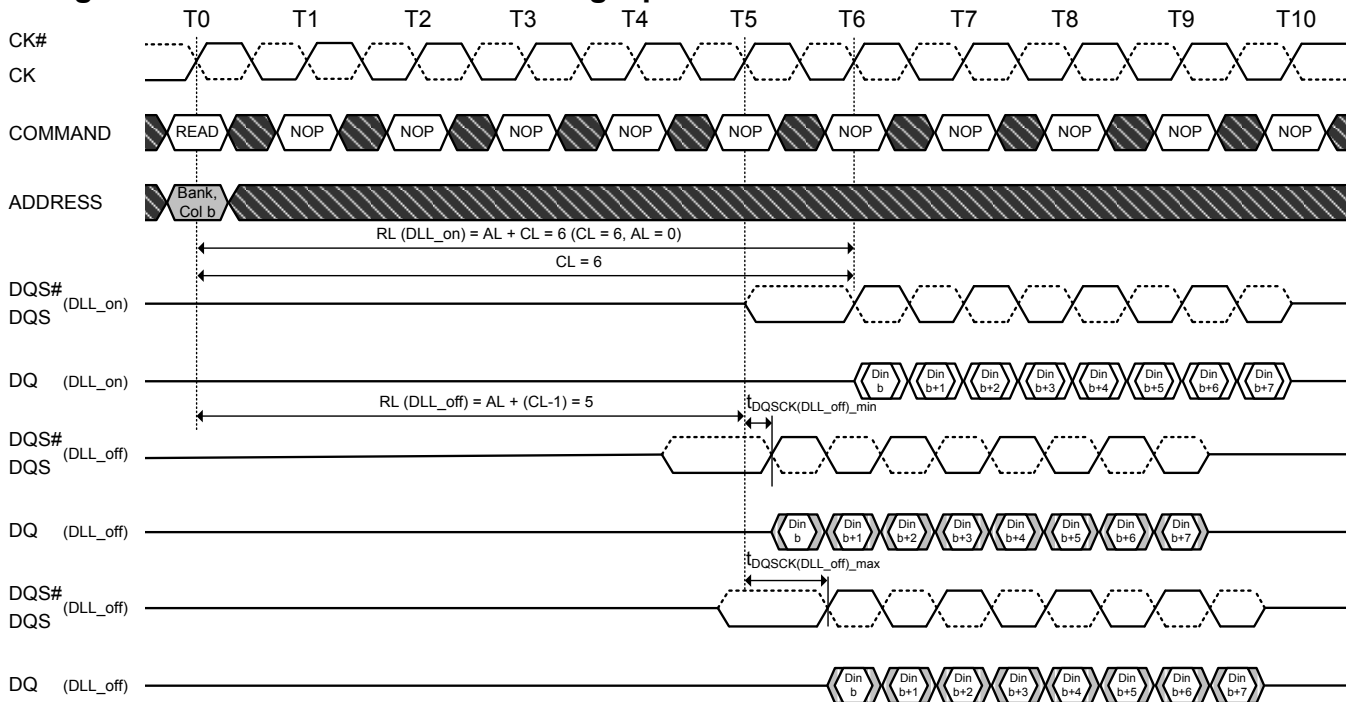 T0 T1 T2 T3 T4 T5 T6 T7 T8 T9 T10
CK#
CK
COMMAND READ NOP NOP NOP NOP NOP NOP NOP NOP NOP NOP
ADDRESS Bank,
Col b
RL (DLL_on) = AL + CL = 6 (CL = 6, AL = 0)
CL = 6
DQS# (DLL_on)
DQS
DQ (DLL_on) Din b Din b+1 Din b+2 Din b+3 Din b+4 Din b+5 Din b+6 Din b+7
RL (DLL_off) = AL + (CL-1) = 5 tDQSCK(DLL_off)_min
DQS# (DLL_off)
DQS
DQ (DLL_off) Din b Din b+1 Din b+2 Din b+3 Din b+4 Din b+5 Din b+6 Din b+7
tDQSCK(DLL_off)_max
DQS# (DLL_off)
DQS
DQ (DLL_off) Din b Din b+1 Din b+2 Din b+3 Din b+4 Din b+5 Din b+6 Din b+7